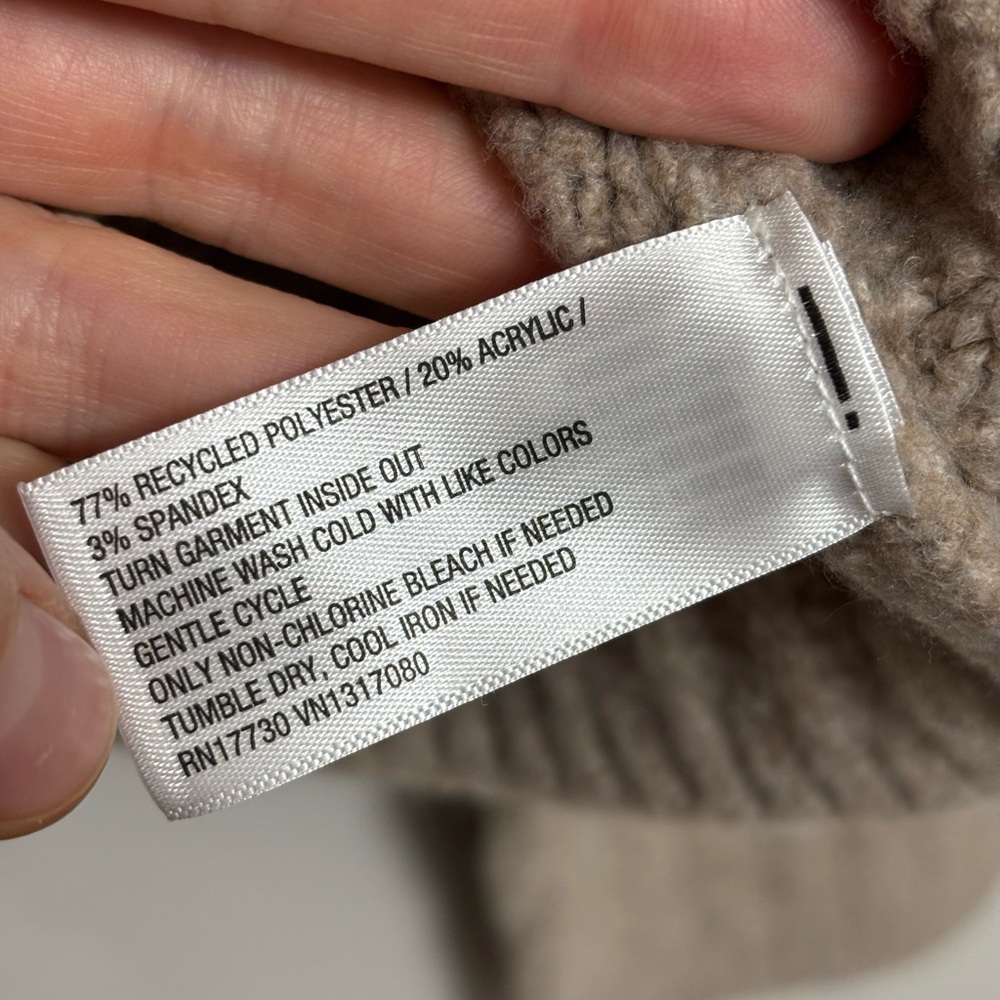 77% RECYCLED POLYESTER / 20% ACRYLIC /
3% SPANDEX
TURN GARMENT INSIDE OUT
MACHINE WASH COLD WITH LIKE COLORS
GENTLE CYCLE
ONLY NON-CHLORINE BLEACH IF NEEDED
TUMBLE DRY, COOL IRON IF NEEDED
RN17730 VN1317080